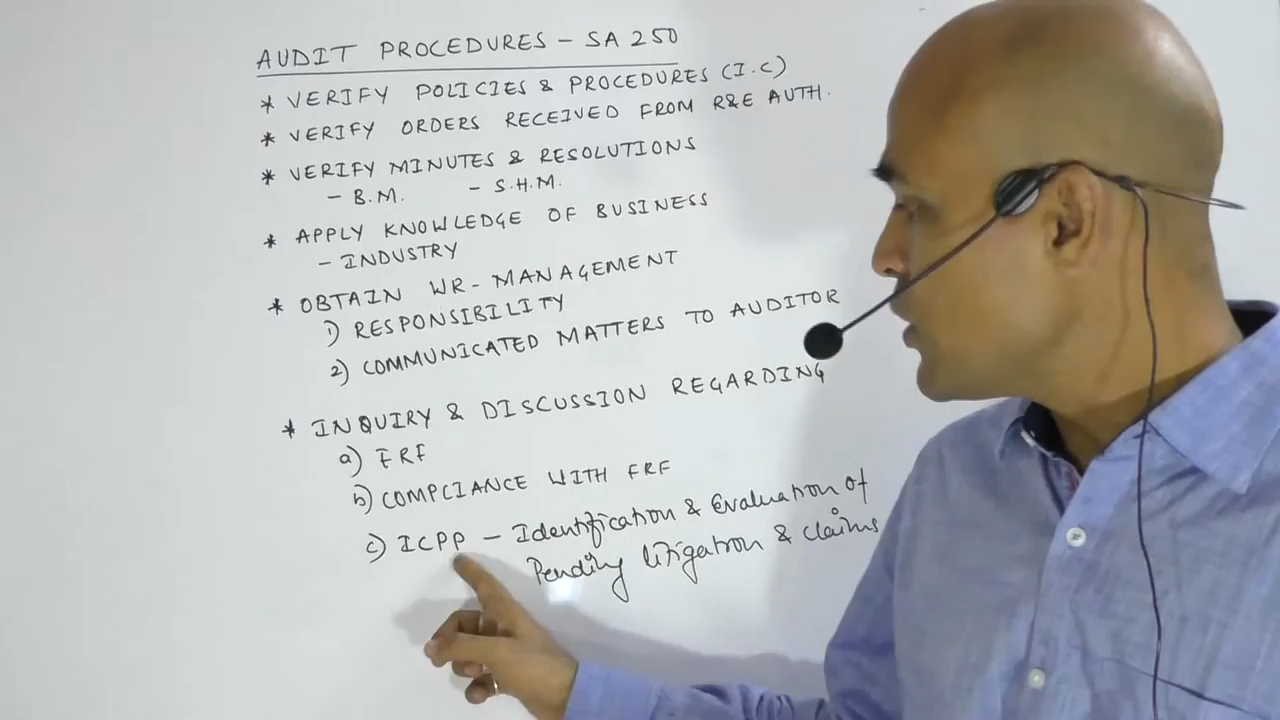 AUDIT PROCEDURES - SA 250
* VERIFY POLICIES & PROCEDURES (I.C)
* VERIFY ORDERS RECEIVED FROM R&E AUTH.
* VERIFY MINUTES & RESOLUTIONS
- B.M. - S.H.M.
* APPLY KNOWLEDGE OF BUSINESS
- INDUSTRY
* OBTAIN WR - MANAGEMENT
1) RESPONSIBILITY
2) COMMUNICATED MATTERS TO AUDITOR
* INQUIRY & DISCUSSION REGARDING
a) FRF
b) COMPLIANCE WITH FRF
c) ICPP - Identification & Evaluation of
Pending litigation & claims